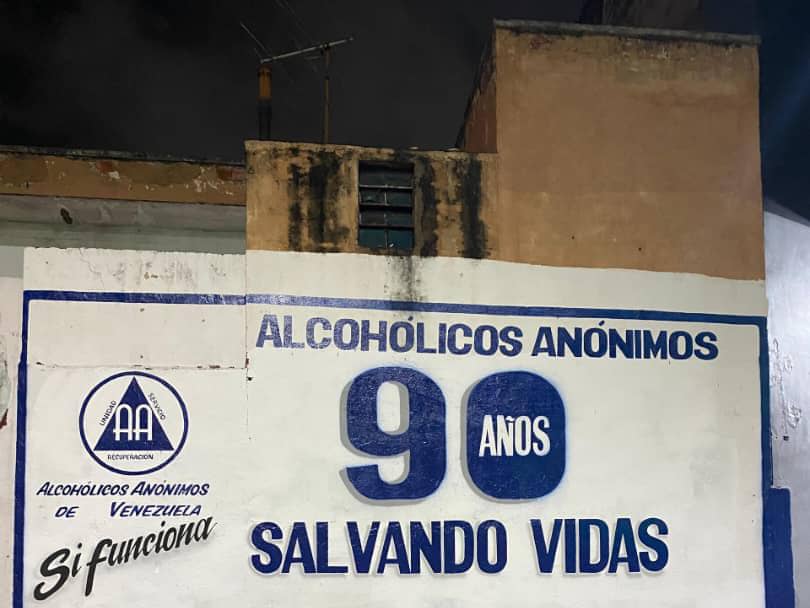 ALCOHÓLICOS ANÓNIMOS
90
AÑOS
SALVANDO VIDAS
UNIDAD
SERVICIO
AA
RECUPERACIÓN
ALCOHÓLICOS ANÓNIMOS
DE VENEZUELA
Si funciona